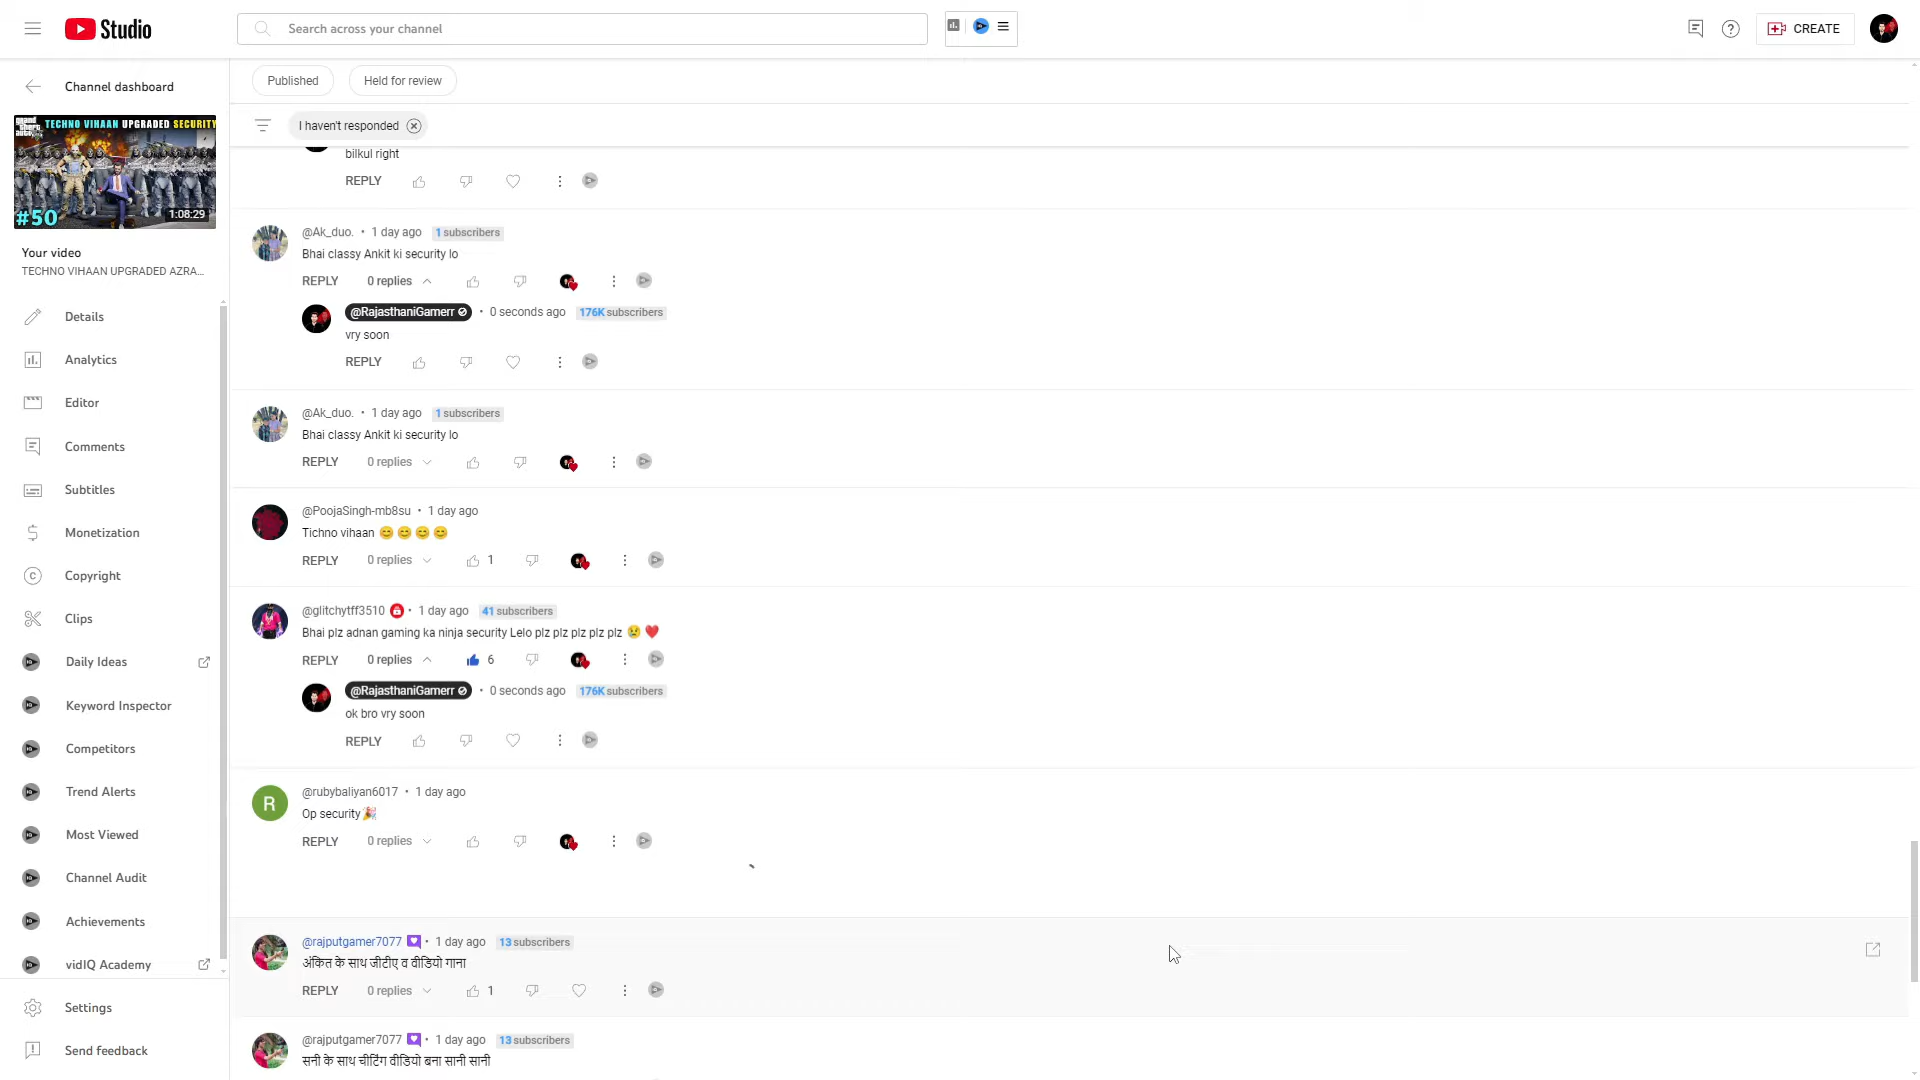 Studio
Search across your channel
CREATE
Channel dashboard
Published
Held for review
I haven't responded
TECHNO VIHAAN UPGRADED SECURITY
#50
1:08:29
Your video
TECHNO VIHAAN UPGRADED AZRA...
Details
Analytics
Editor
Comments
Subtitles
Monetization
Copyright
Clips
Daily Ideas
Keyword Inspector
Competitors
Trend Alerts
Most Viewed
Channel Audit
Achievements
vidIQ Academy
Settings
Send feedback
bilkul right
REPLY
@Ak_duo. • 1 day ago 1 subscribers
Bhai classy Ankit ki security lo
REPLY 0 replies
@RajasthaniGamerr • 0 seconds ago 176K subscribers
vry soon
REPLY
@Ak_duo. • 1 day ago 1 subscribers
Bhai classy Ankit ki security lo
REPLY 0 replies
@PoojaSingh-mb8su • 1 day ago
Tichno vihaan 😊😊😊😊
REPLY 0 replies 1
@glitchytff3510 • 1 day ago 41 subscribers
Bhai plz adnan gaming ka ninja security Lelo plz plz plz plz plz 😢 ❤️
REPLY 0 replies 6
@RajasthaniGamerr • 0 seconds ago 176K subscribers
ok bro vry soon
REPLY
R
@rubybaliyan6017 • 1 day ago
Op security🎉
REPLY 0 replies
@rajputgamer7077 • 1 day ago 13 subscribers
अंकित के साथ जीटीए व वीडियो गाना
REPLY 0 replies 1
@rajputgamer7077 • 1 day ago 13 subscribers
सनी के साथ चीटिंग वीडियो बना सानी सानी